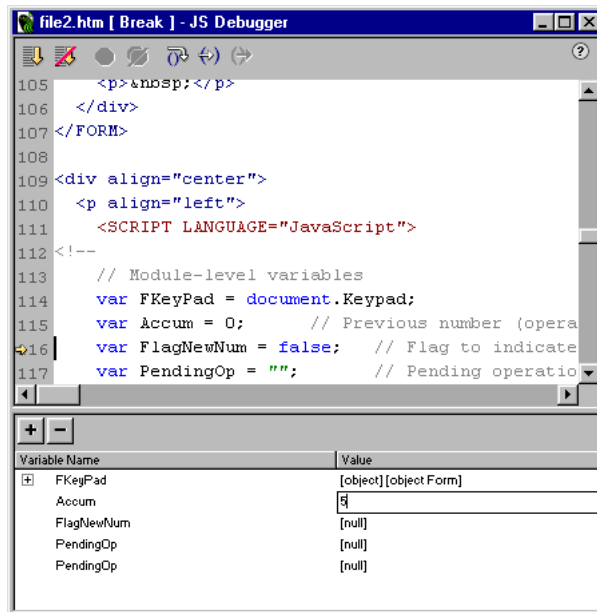 file2.htm [ Break ] - JS Debugger
?
105 <p>&nbsp;</p>
106 </div>
107 </FORM>
108
109 <div align="center">
110 <p align="left">
111 <SCRIPT LANGUAGE="JavaScript">
112 <!--
113 // Module-level variables
114 var FKeyPad = document.Keypad;
115 var Accum = 0; // Previous number (opera
16 var FlagNewNum = false; // Flag to indicate
117 var PendingOp = ""; // Pending operatio
+ -
Variable Name Value
+ FKeyPad [object] [object Form]
Accum 5
FlagNewNum [null]
PendingOp [null]
PendingOp [null]